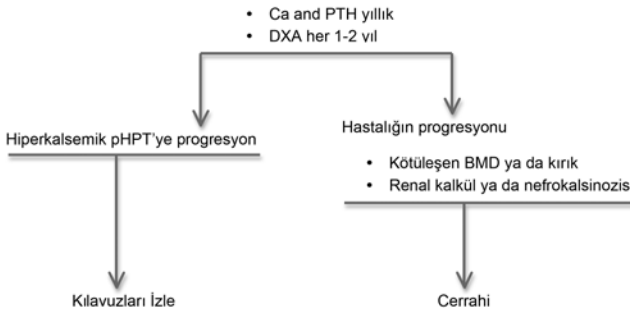 • Ca and PTH yıllık
• DXA her 1-2 yıl
Hiperkalsemik pHPT'ye progresyon
Hastalığın progresyonu
• Kötüleşen BMD ya da kırık
• Renal kalkül ya da nefrokalsinozis
Kılavuzları İzle
Cerrahi